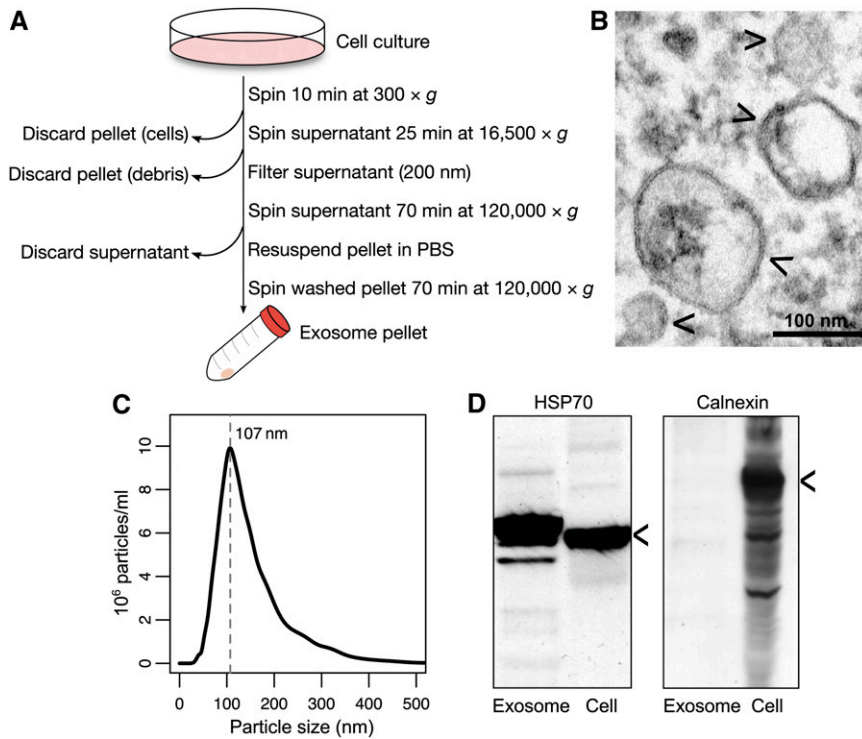 A
Cell culture
Spin 10 min at 300 × g
Discard pellet (cells)
Spin supernatant 25 min at 16,500 × g
Discard pellet (debris)
Filter supernatant (200 nm)
Spin supernatant 70 min at 120,000 × g
Discard supernatant
Resuspend pellet in PBS
Spin washed pellet 70 min at 120,000 × g
Exosome pellet
B
100 nm
C
107 nm
10⁶ particles/ml
10
8
6
4
2
0
0 100 200 300 400 500
Particle size (nm)
D
HSP70
Calnexin
Exosome Cell
Exosome Cell